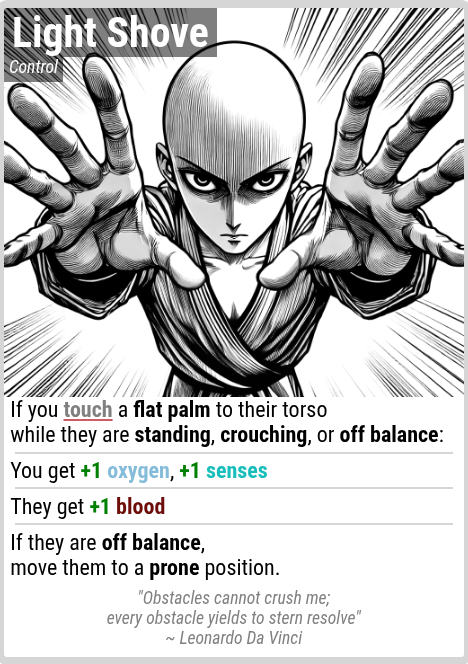 Light Shove
Control
If you touch a flat palm to their torso
while they are standing, crouching, or off balance:
You get +1 oxygen, +1 senses
They get +1 blood
If they are off balance,
move them to a prone position.
"Obstacles cannot crush me;
every obstacle yields to stern resolve"
~ Leonardo Da Vinci